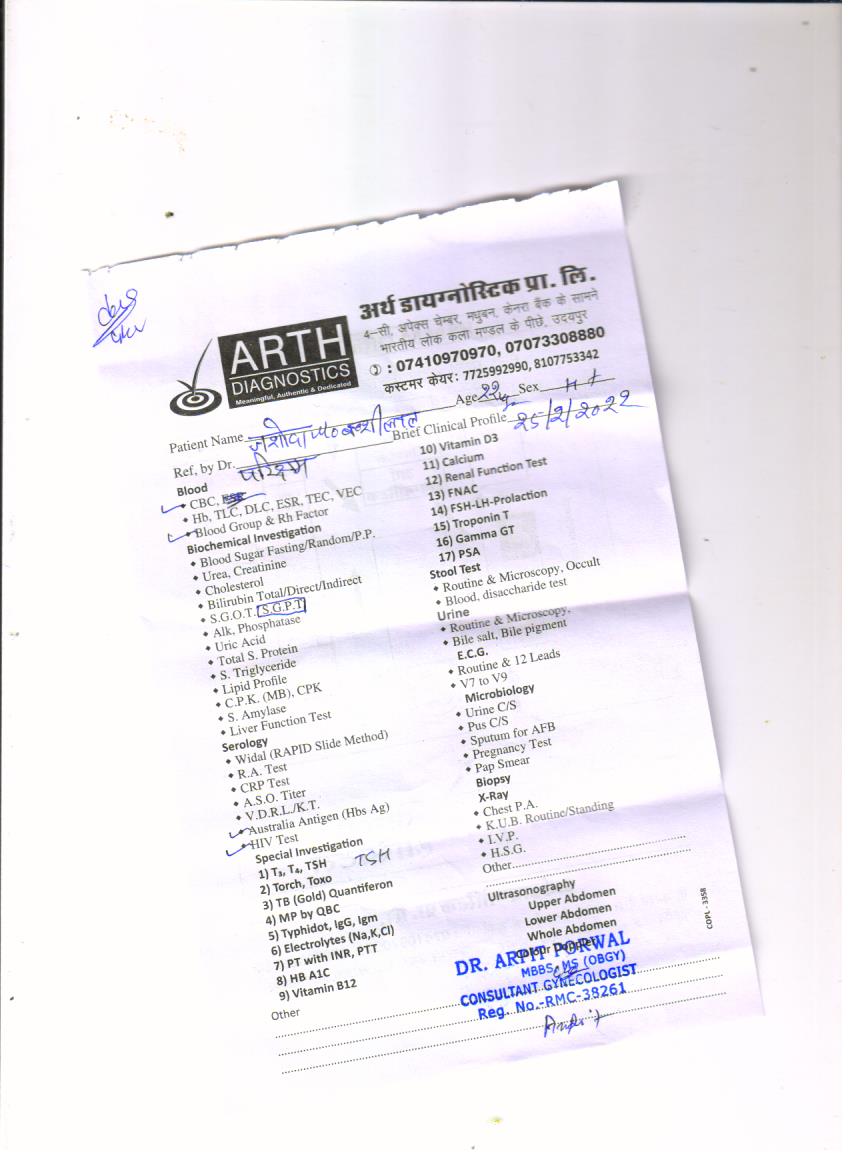 अर्थ डायग्नोस्टिक प्रा. लि.
4-सी, अपेक्स चेम्बर, मधुबन, केनरा बैंक के सामने
भारतीय लोक कला मण्डल के पीछे, उदयपुर
: 07410970970, 07073308880
कस्टमर केयर: 7725992990, 8107753342
ARTH
DIAGNOSTICS
Meaningful, Authentic & Dedicated
Patient Name जशोदा Age 22 Sex
Ref, by Dr. Brief Clinical Profile 25/2/2022
Blood
CBC,
Hb, TLC, DLC, ESR, TEC, VEC
Blood Group & Rh Factor
Biochemical Investigation
Blood Sugar Fasting/Random/P.P.
Urea, Creatinine
Cholesterol
Bilirubin Total/Direct/Indirect
S.G.O.T. S.G.P.T
Alk, Phosphatase
Uric Acid
Total S. Protein
S. Triglyceride
Lipid Profile
C.P.K. (MB), CPK
S. Amylase
Liver Function Test
Serology
Widal (RAPID Slide Method)
R.A. Test
CRP Test
A.S.O. Titer
V.D.R.L./K.T.
Australia Antigen (Hbs Ag)
HIV Test
Special Investigation
1) T₃, T₄, TSH TSH
2) Torch, Toxo
3) TB (Gold) Quantiferon
4) MP by QBC
5) Typhidot, IgG, Igm
6) Electrolytes (Na,K,Cl)
7) PT with INR, PTT
8) HB A1C
9) Vitamin B12
Other
10) Vitamin D3
11) Calcium
12) Renal Function Test
13) FNAC
14) FSH-LH-Prolaction
15) Troponin T
16) Gamma GT
17) PSA
Stool Test
Routine & Microscopy, Occult
Blood, disaccharide test
Urine
Routine & Microscopy,
Bile salt, Bile pigment
E.C.G.
Routine & 12 Leads
V7 to V9
Microbiology
Urine C/S
Pus C/S
Sputum for AFB
Pregnancy Test
Pap Smear
Biopsy
X-Ray
Chest P.A.
K.U.B. Routine/Standing
I.V.P.
H.S.G.
Other
Ultrasonography
Upper Abdomen
Lower Abdomen
Whole Abdomen
Colour Doppler
DR. ARPIT PORWAL
MBBS, MS (OBGY)
CONSULTANT GYNECOLOGIST
Reg. No.-RMC-38261
COPL - 3358